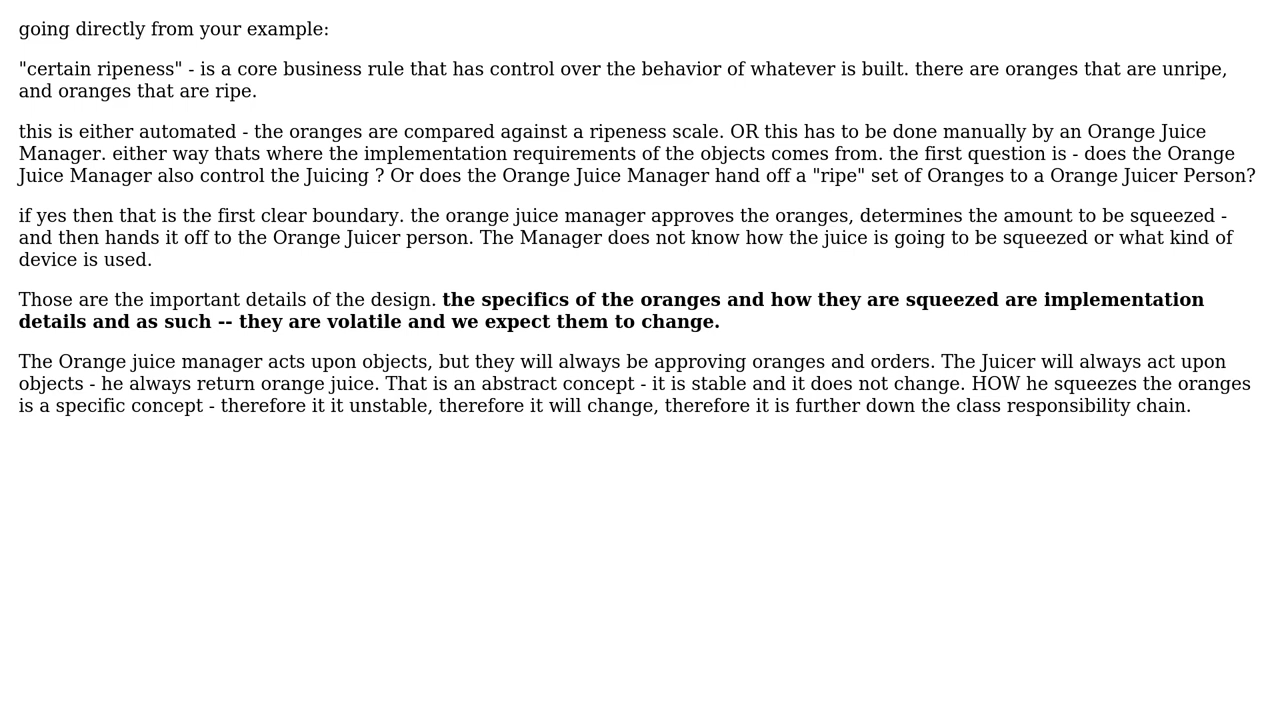 going directly from your example:
"certain ripeness" - is a core business rule that has control over the behavior of whatever is built. there are oranges that are unripe,
and oranges that are ripe.
this is either automated - the oranges are compared against a ripeness scale. OR this has to be done manually by an Orange Juice
Manager. either way thats where the implementation requirements of the objects comes from. the first question is - does the Orange
Juice Manager also control the Juicing ? Or does the Orange Juice Manager hand off a "ripe" set of Oranges to a Orange Juicer Person?
if yes then that is the first clear boundary. the orange juice manager approves the oranges, determines the amount to be squeezed -
and then hands it off to the Orange Juicer person. The Manager does not know how the juice is going to be squeezed or what kind of
device is used.
Those are the important details of the design. the specifics of the oranges and how they are squeezed are implementation
details and as such -- they are volatile and we expect them to change.
The Orange juice manager acts upon objects, but they will always be approving oranges and orders. The Juicer will always act upon
objects - he always return orange juice. That is an abstract concept - it is stable and it does not change. HOW he squeezes the oranges
is a specific concept - therefore it it unstable, therefore it will change, therefore it is further down the class responsibility chain.